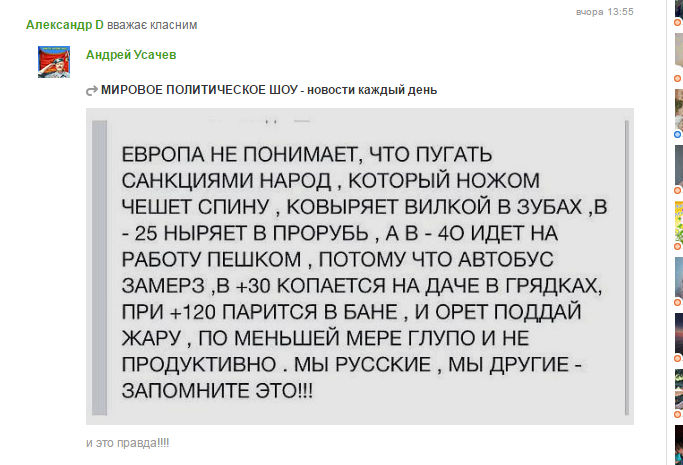 вчора 13:55
Александр D вважає класним
Андрей Усачев
МИРОВОЕ ПОЛИТИЧЕСКОЕ ШОУ - новости каждый день
ЕВРОПА НЕ ПОНИМАЕТ, ЧТО ПУГАТЬ
САНКЦИЯМИ НАРОД , КОТОРЫЙ НОЖОМ
ЧЕШЕТ СПИНУ , КОВЫРЯЕТ ВИЛКОЙ В ЗУБАХ ,В
- 25 НЫРЯЕТ В ПРОРУБЬ , А В - 4О ИДЕТ НА
РАБОТУ ПЕШКОМ , ПОТОМУ ЧТО АВТОБУС
ЗАМЕРЗ ,В +30 КОПАЕТСЯ НА ДАЧЕ В ГРЯДКАХ,
ПРИ +120 ПАРИТСЯ В БАНЕ , И ОРЕТ ПОДДАЙ
ЖАРУ , ПО МЕНЬШЕЙ МЕРЕ ГЛУПО И НЕ
ПРОДУКТИВНО . МЫ РУССКИЕ , МЫ ДРУГИЕ -
ЗАПОМНИТЕ ЭТО!!!
и это правда!!!!